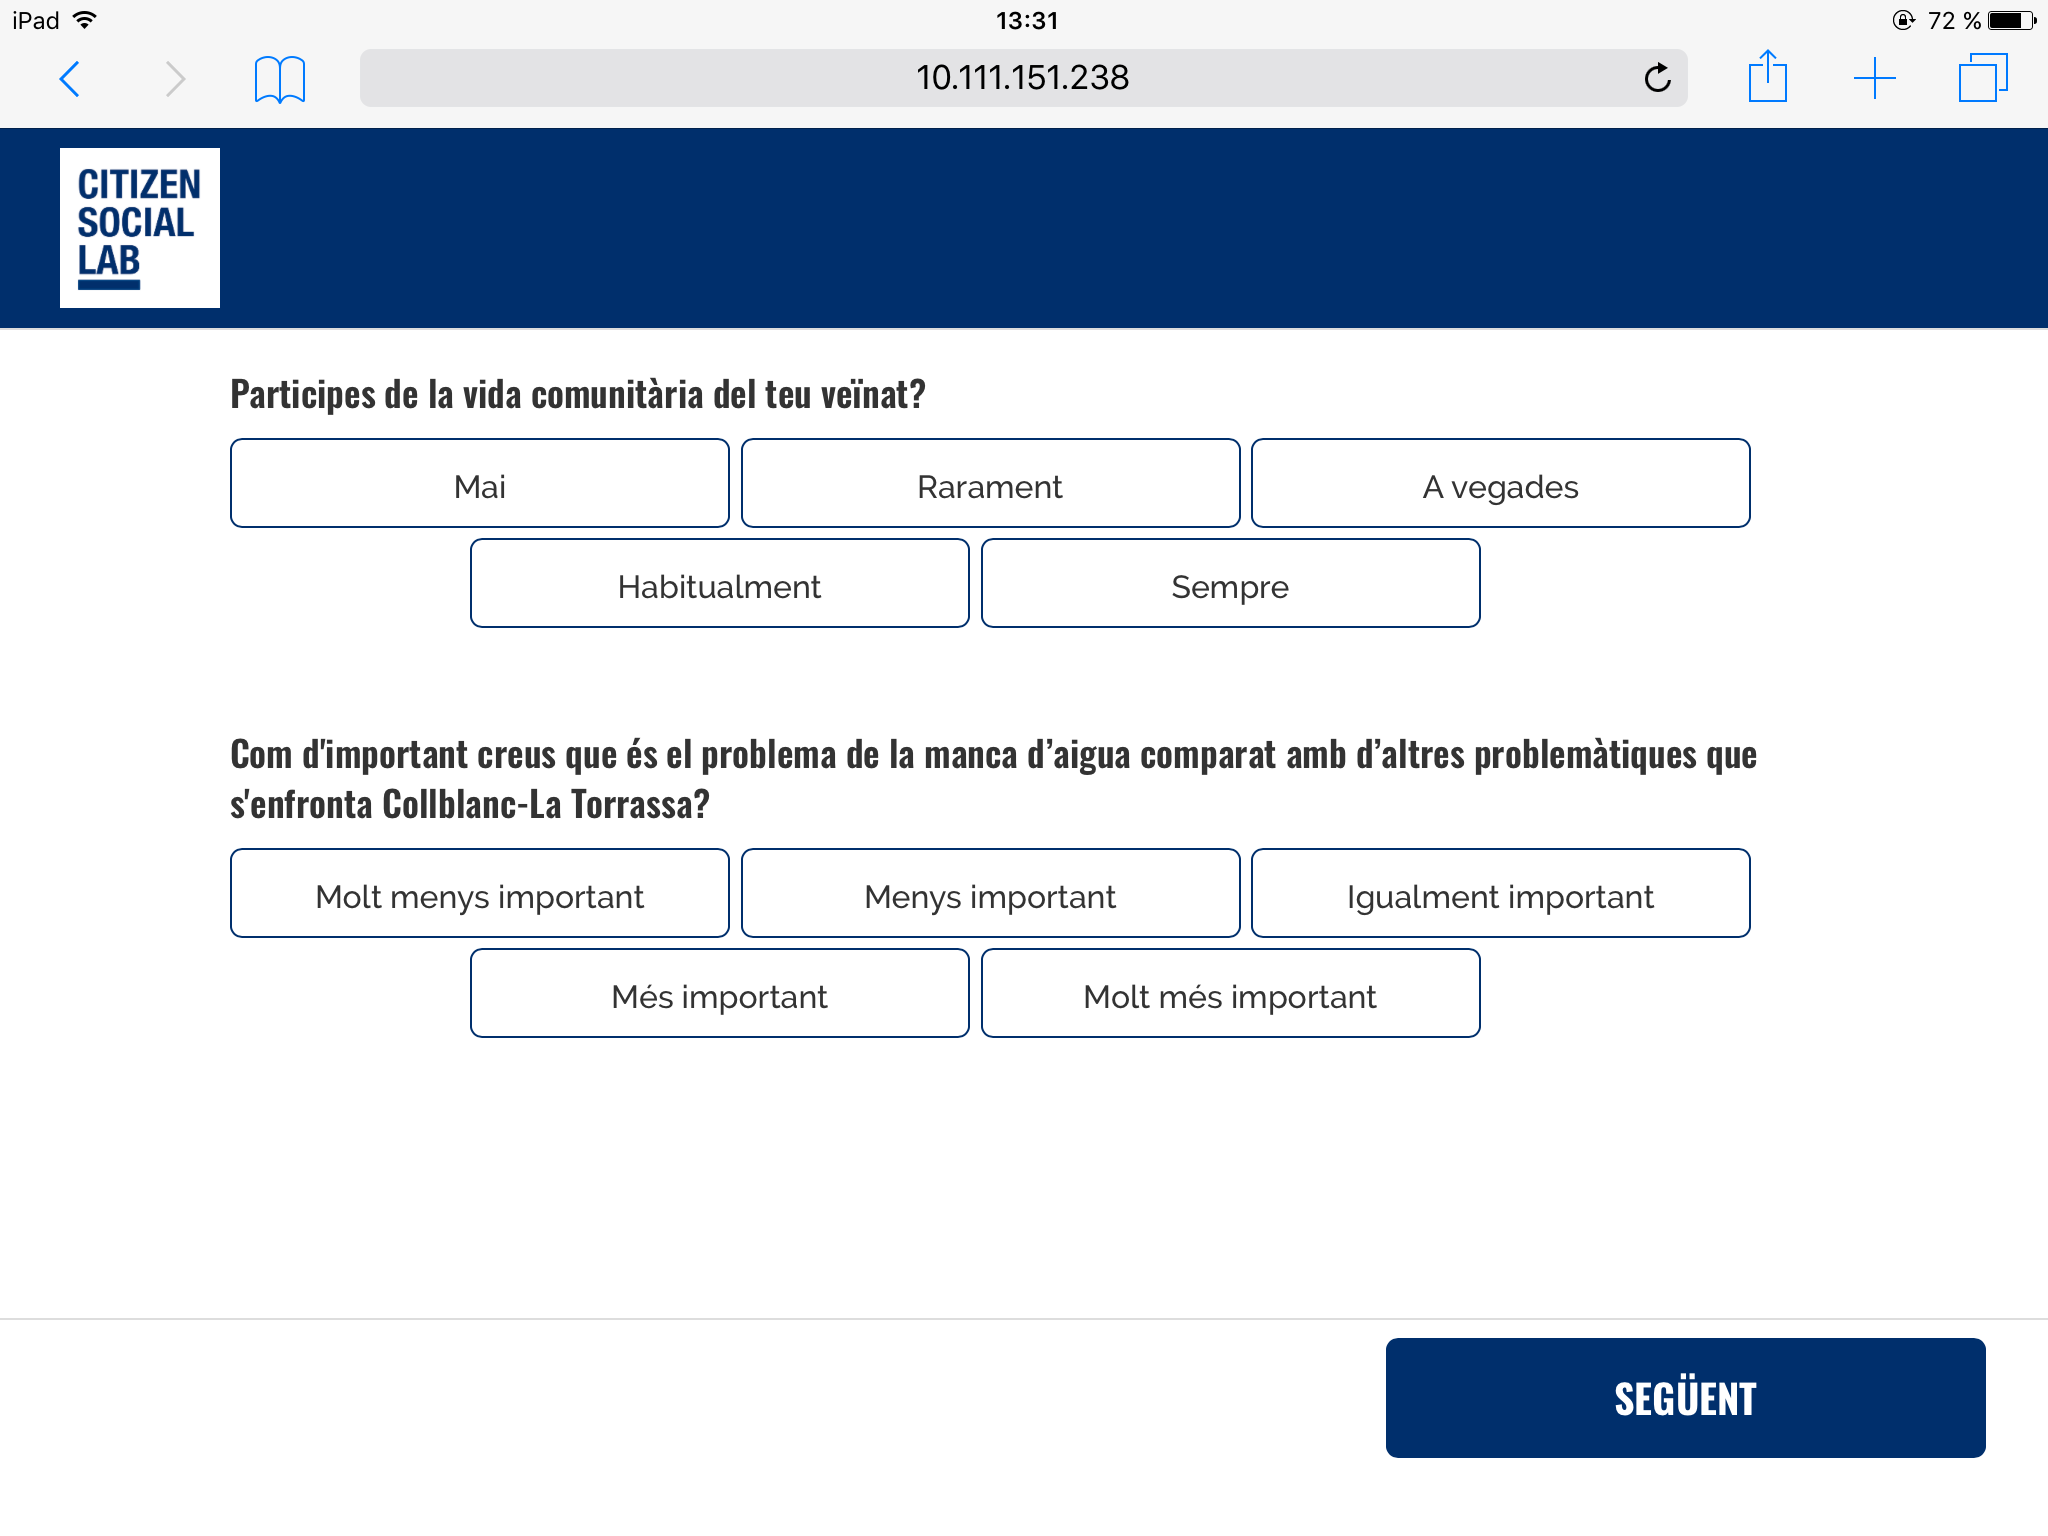 iPad 13:31 72 %
10.111.151.238
CITIZEN
SOCIAL
LAB
Participes de la vida comunitària del teu veïnat?
Mai Rarament A vegades
Habitualment Sempre
Com d'important creus que és el problema de la manca d’aigua comparat amb d’altres problemàtiques que
s'enfronta Collblanc-La Torrassa?
Molt menys important Menys important Igualment important
Més important Molt més important
SEGÜENT